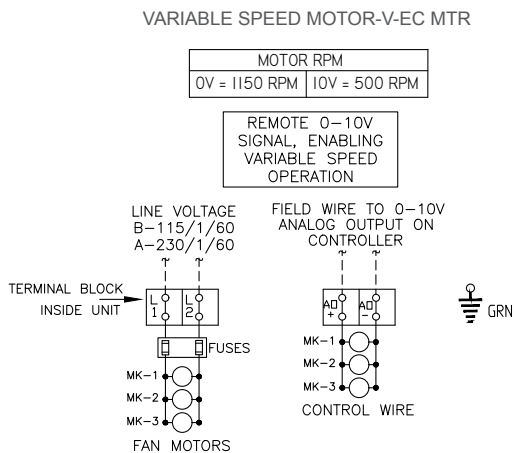 VARIABLE SPEED MOTOR-V-EC MTR
MOTOR RPM
0V = 1150 RPM
10V = 500 RPM
REMOTE 0-10V
SIGNAL, ENABLING
VARIABLE SPEED
OPERATION
LINE VOLTAGE
B-115/1/60
A-230/1/60
FIELD WIRE TO 0-10V
ANALOG OUTPUT ON
CONTROLLER
TERMINAL BLOCK
INSIDE UNIT
L
1
L
2
AO
+
AO
-
GRN
FUSES
MK-1
MK-2
MK-3
FAN MOTORS
MK-1
MK-2
MK-3
CONTROL WIRE